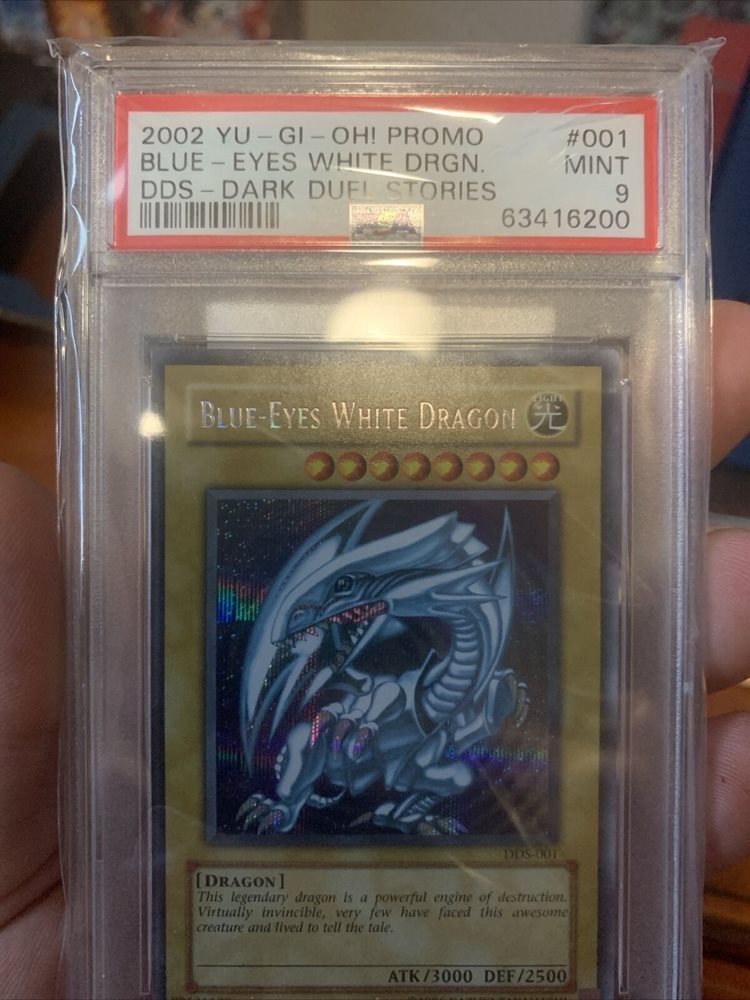 2002 YU-GI-OH! PROMO #001
BLUE-EYES WHITE DRGN. MINT
DDS-DARK DUEL STORIES 9
63416200
BLUE-EYES WHITE DRAGON
LIGHT
光
DDS-001
[DRAGON]
This legendary dragon is a powerful engine of destruction.
Virtually invincible, very few have faced this awesome
creature and lived to tell the tale.
ATK/3000 DEF/2500